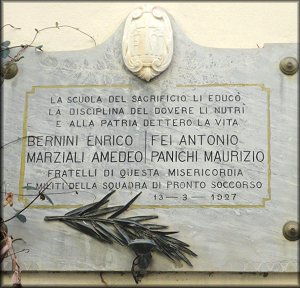 LA SCUOLA DEL SACRIFICIO LI EDUCÒ
LA DISCIPLINA DEL DOVERE LI NUTRÌ
E ALLA PATRIA DETTERO LA VITA
BERNINI ENRICO FEI ANTONIO
MARZIALI AMEDEO PANICHI MAURIZIO
FRATELLI DI QUESTA MISERICORDIA
E MILITI DELLA SQUADRA DI PRONTO SOCCORSO
13-3-1927